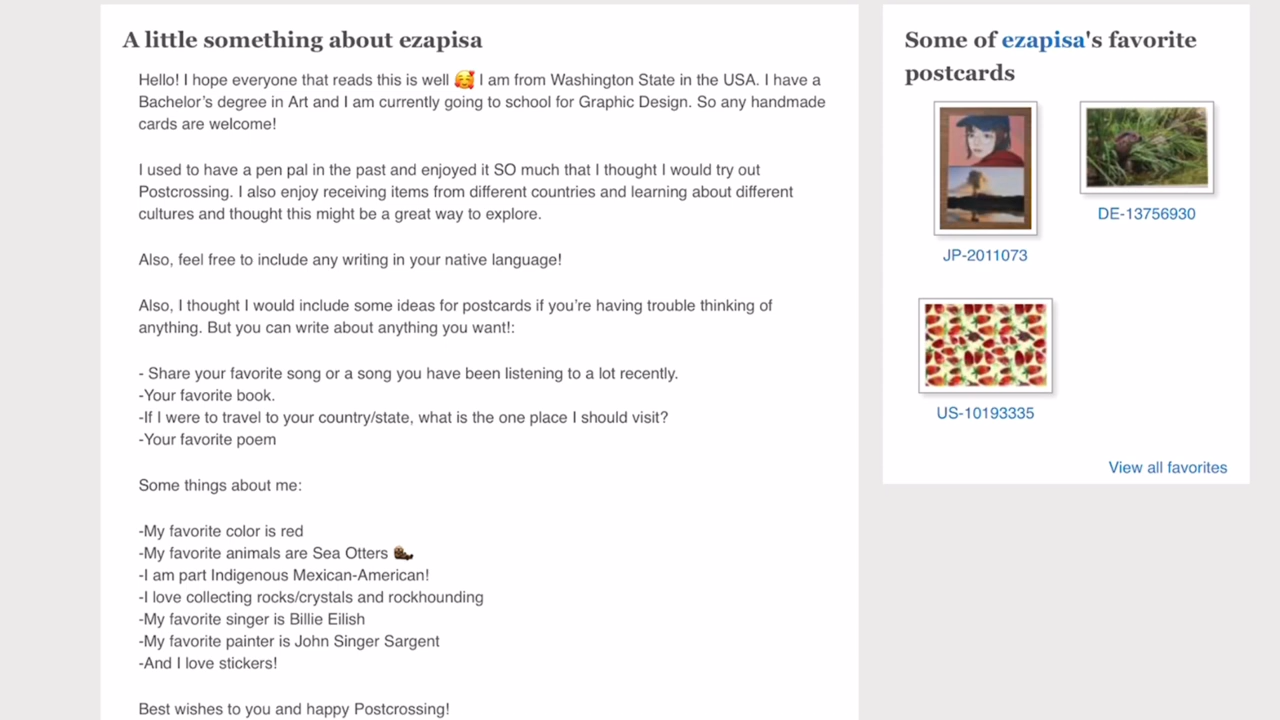 A little something about ezapisa
Hello! I hope everyone that reads this is well 🥰 I am from Washington State in the USA. I have a
Bachelor’s degree in Art and I am currently going to school for Graphic Design. So any handmade
cards are welcome!
I used to have a pen pal in the past and enjoyed it SO much that I thought I would try out
Postcrossing. I also enjoy receiving items from different countries and learning about different
cultures and thought this might be a great way to explore.
Also, feel free to include any writing in your native language!
Also, I thought I would include some ideas for postcards if you’re having trouble thinking of
anything. But you can write about anything you want!:
- Share your favorite song or a song you have been listening to a lot recently.
-Your favorite book.
-If I were to travel to your country/state, what is the one place I should visit?
-Your favorite poem
Some things about me:
-My favorite color is red
-My favorite animals are Sea Otters 🦦
-I am part Indigenous Mexican-American!
-I love collecting rocks/crystals and rockhounding
-My favorite singer is Billie Eilish
-My favorite painter is John Singer Sargent
-And I love stickers!
Best wishes to you and happy Postcrossing!
Some of ezapisa's favorite
postcards
JP-2011073
DE-13756930
US-10193335
View all favorites